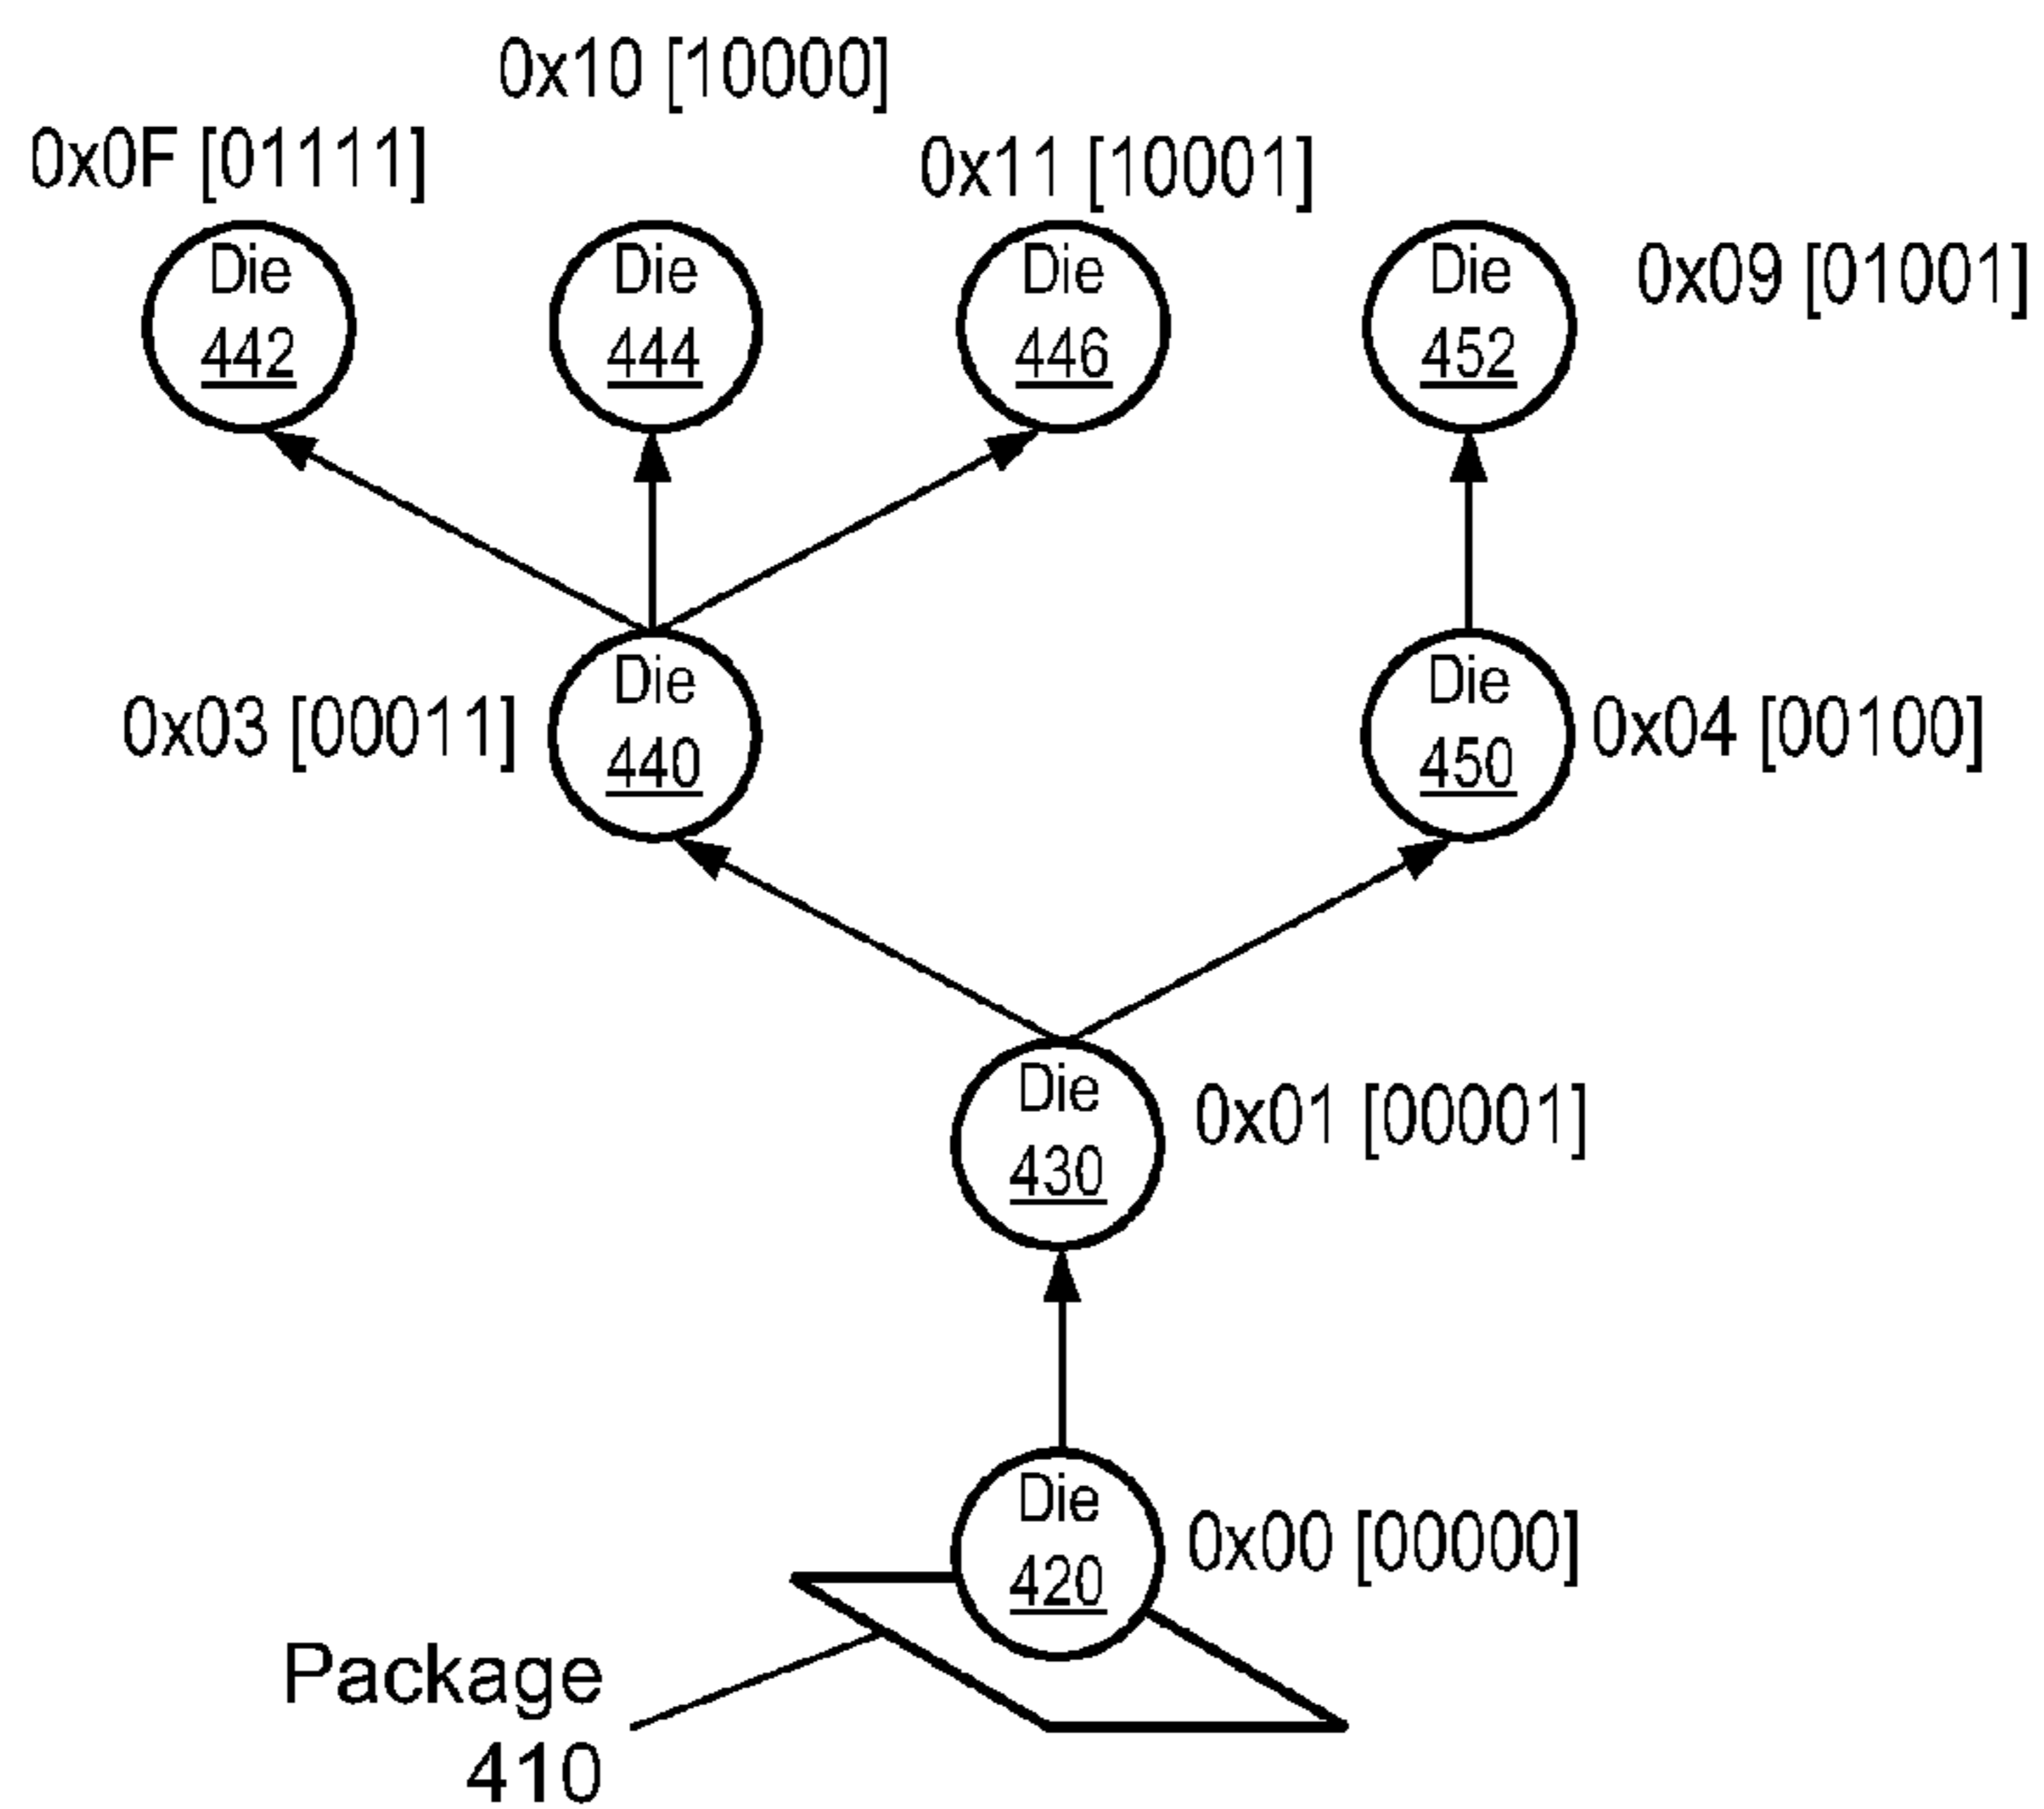 0x10 [10000]
0x0F [01111]
0x11 [10001]
Die
442
Die
444
Die
446
Die
452
0x09 [01001]
0x03 [00011]
Die
440
Die
450
0x04 [00100]
Die
430
0x01 [00001]
Die
420
0x00 [00000]
Package
410